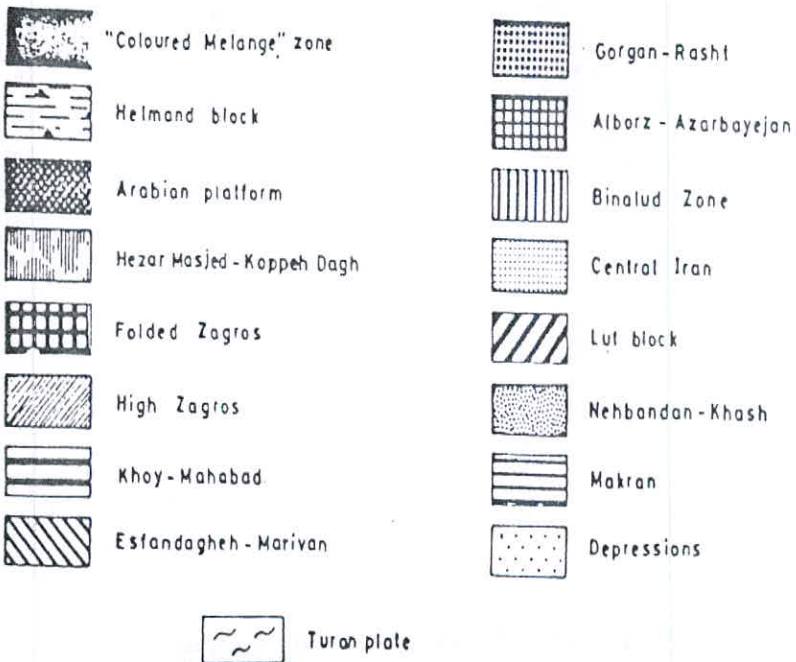 "Coloured Melange" zone
Helmand block
Arabian platform
Hezar Masjed - Koppeh Dagh
Folded Zagros
High Zagros
Khoy - Mahabad
Esfandagheh - Marivan
Gorgan - Rasht
Alborz - Azarbayejan
Binalud Zone
Central Iran
Lut block
Nehbandan - Khash
Makran
Depressions
Turan plate